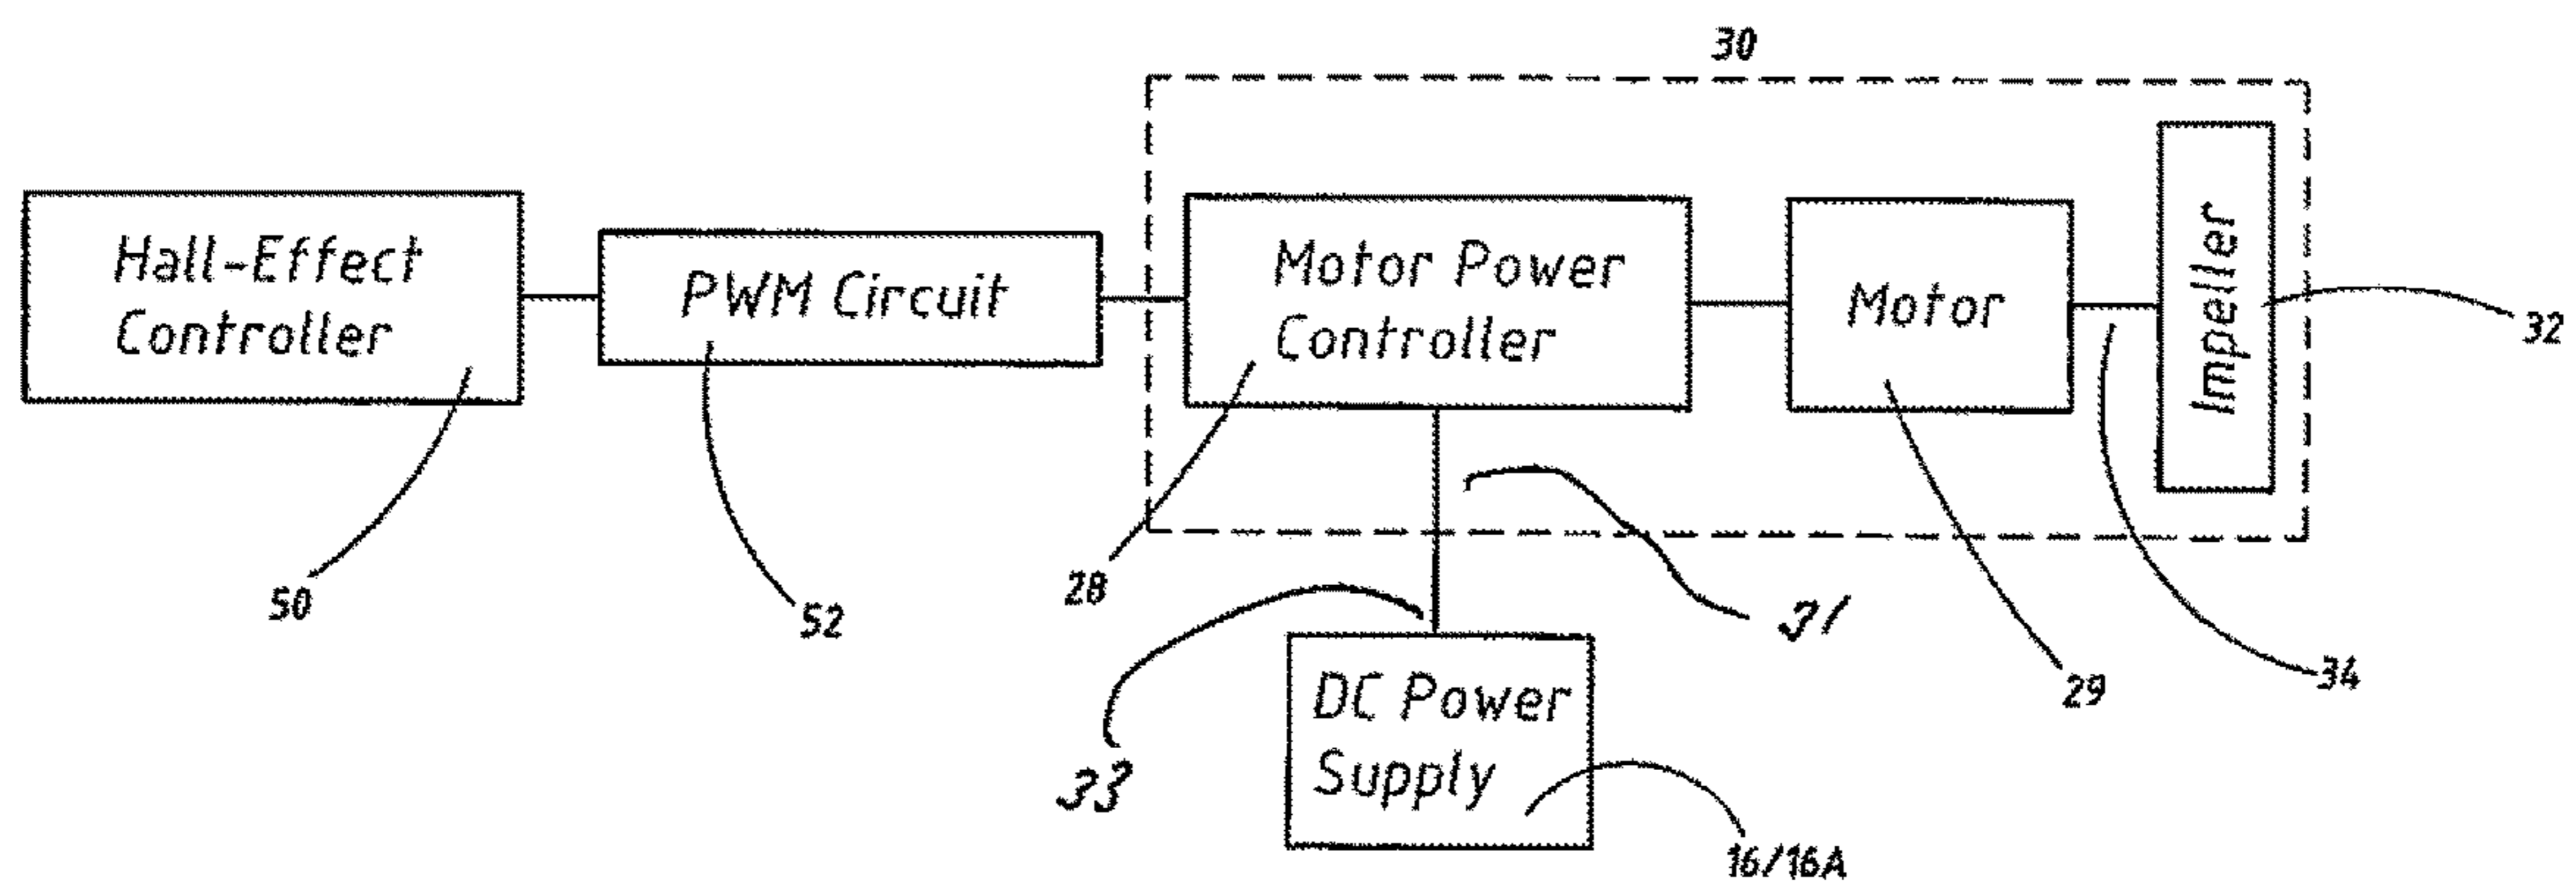 30
Hall-Effect
Controller
PWM Circuit
Motor Power
Controller
Motor
Impeller
32
50
52
28
31
29
34
33
DC Power
Supply
16/16A